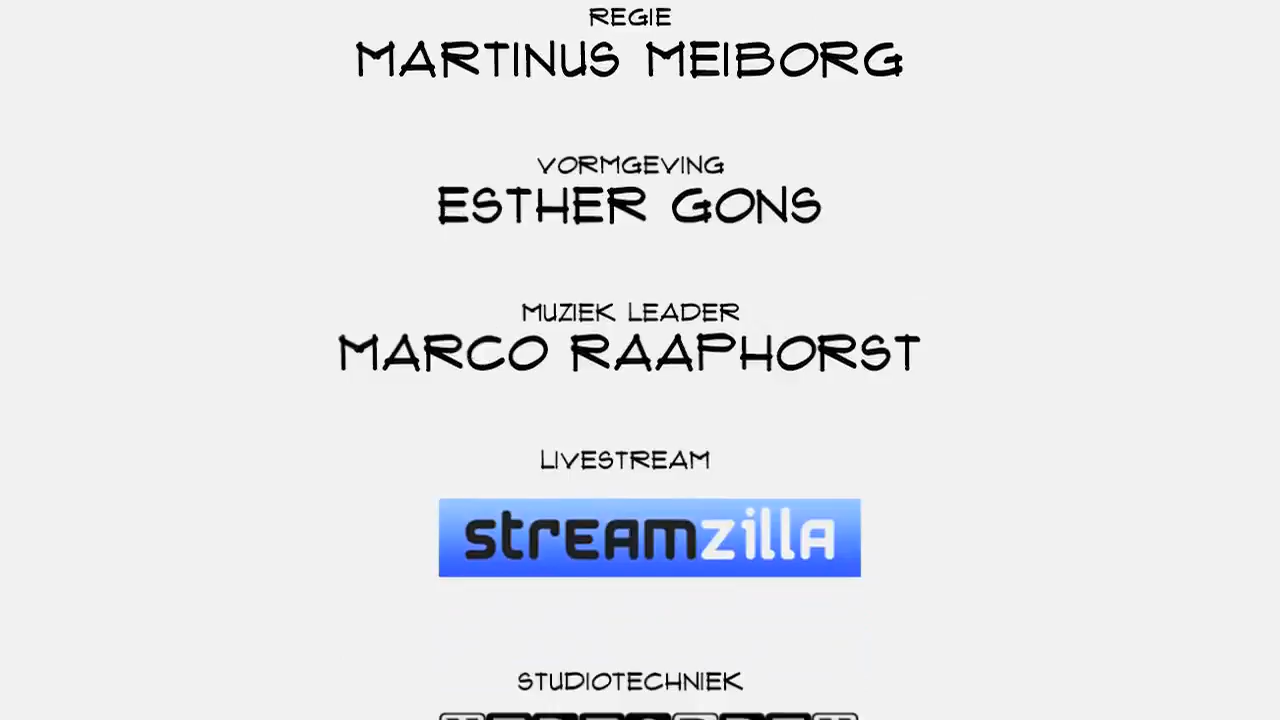 REGIE
MARTINUS MEIBORG
VORMGEVING
ESTHER GONS
MUZIEK LEADER
MARCO RAAPHORST
LIVESTREAM
streamzilla
STUDIOTECHNIEK